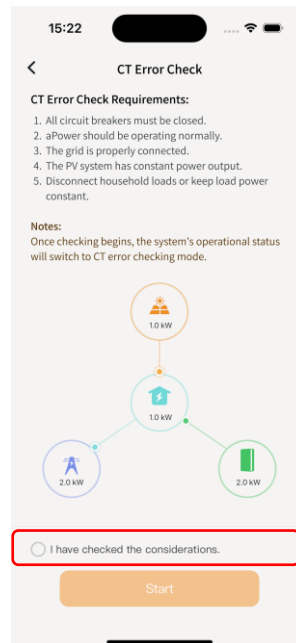 15:22
CT Error Check
CT Error Check Requirements:
1. All circuit breakers must be closed.
2. aPower should be operating normally.
3. The grid is properly connected.
4. The PV system has constant power output.
5. Disconnect household loads or keep load power
constant.
Notes:
Once checking begins, the system's operational status
will switch to CT error checking mode.
1.0 kW
1.0 kW
2.0 kW
2.0 kW
I have checked the considerations.
Start